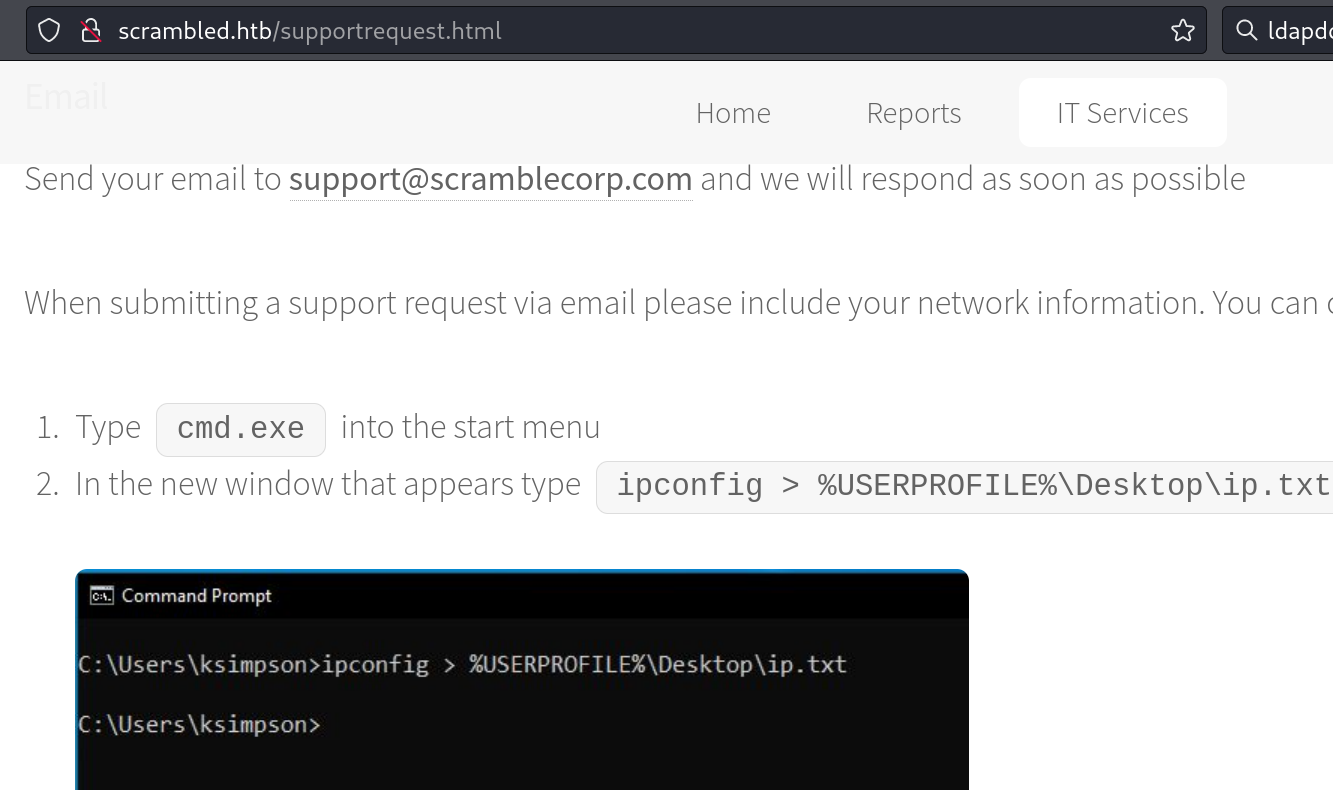 scrambled.htb/supportrequest.html
Email
Home
Reports
IT Services
Send your email to support@scramblecorp.com and we will respond as soon as possible
When submitting a support request via email please include your network information. You can
1. Type cmd.exe into the start menu
2. In the new window that appears type ipconfig > %USERPROFILE%\Desktop\ip.txt
Command Prompt
C:\Users\ksimpson>ipconfig > %USERPROFILE%\Desktop\ip.txt
C:\Users\ksimpson>